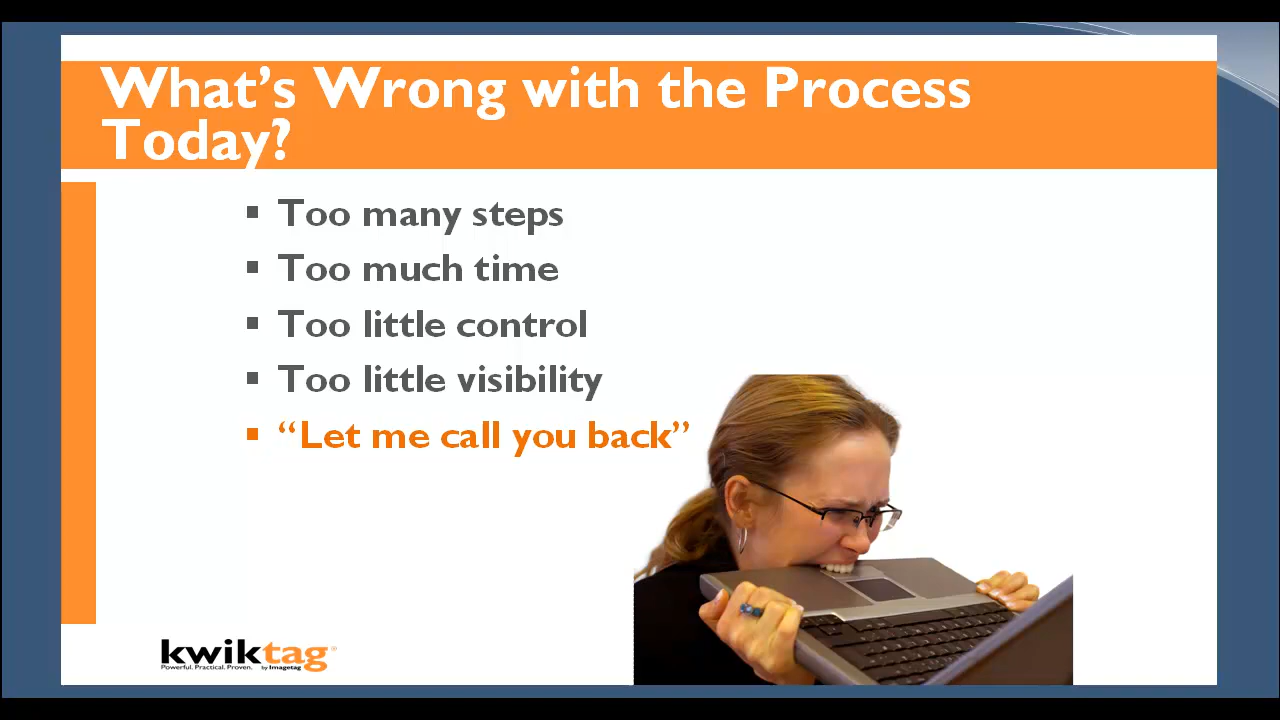 What's Wrong with the Process
Today?
▪ Too many steps
▪ Too much time
▪ Too little control
▪ Too little visibility
▪ “Let me call you back”
kwiktag®
Powerful. Practical. Proven. by Imagetag